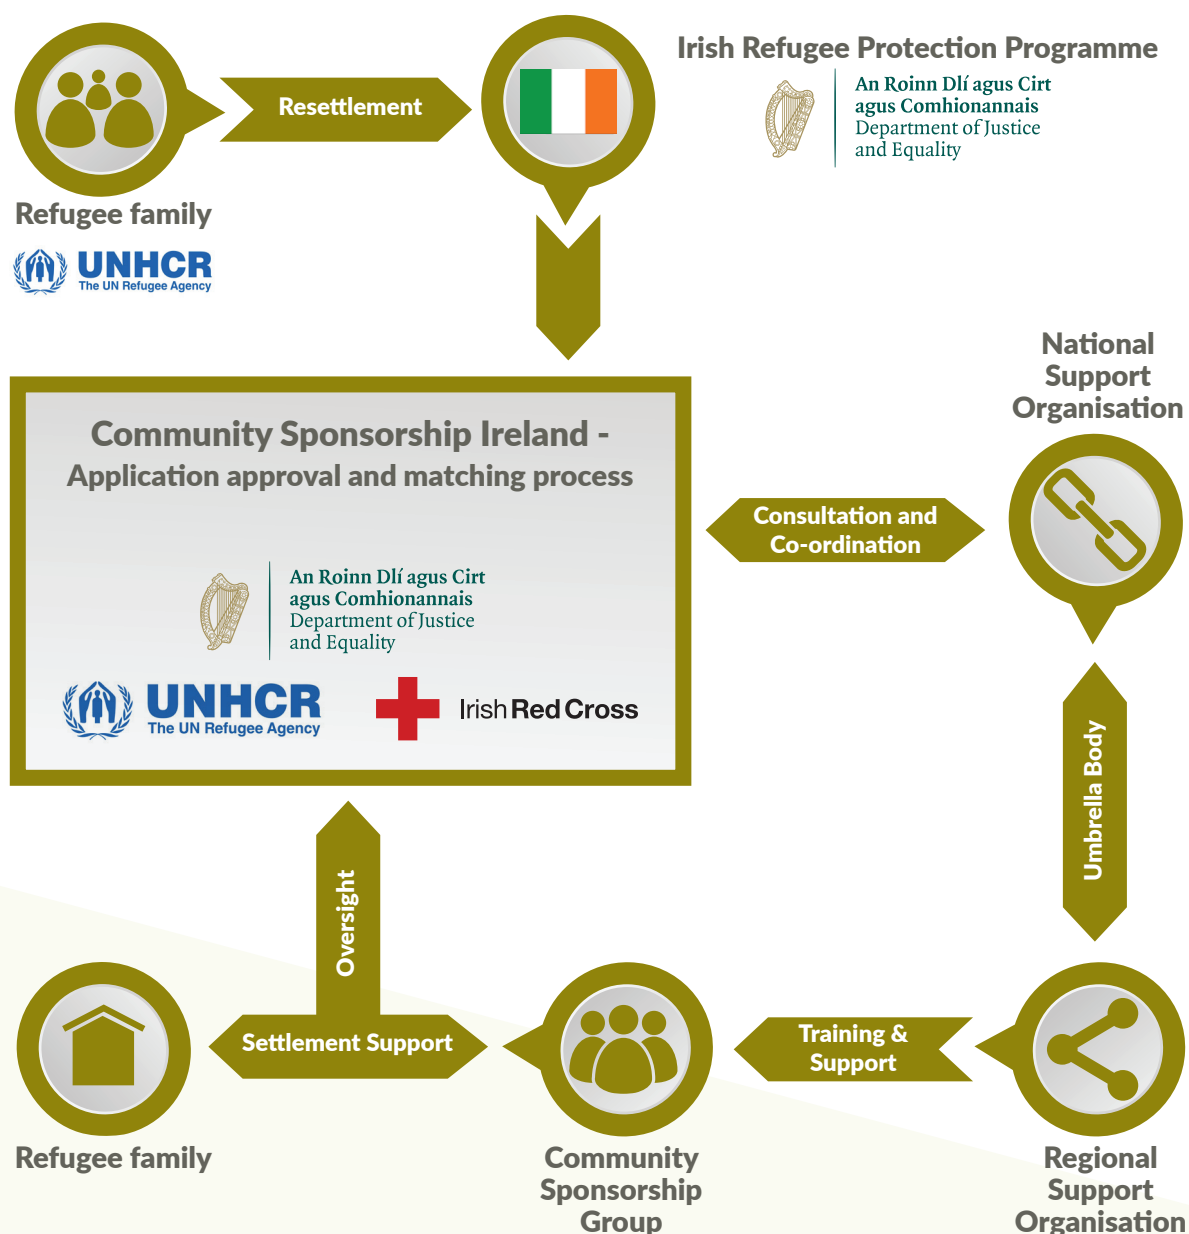 Irish Refugee Protection Programme
An Roinn Dlí agus Cirt
agus Comhionannais
Department of Justice
and Equality
Resettlement
Refugee family
UNHCR
The UN Refugee Agency
National
Support
Organisation
Community Sponsorship Ireland -
Application approval and matching process
An Roinn Dlí agus Cirt
agus Comhionannais
Department of Justice
and Equality
UNHCR
The UN Refugee Agency
Irish Red Cross
Consultation and
Co-ordination
Umbrella Body
Oversight
Settlement Support
Training &
Support
Refugee family
Community
Sponsorship
Group
Regional
Support
Organisation